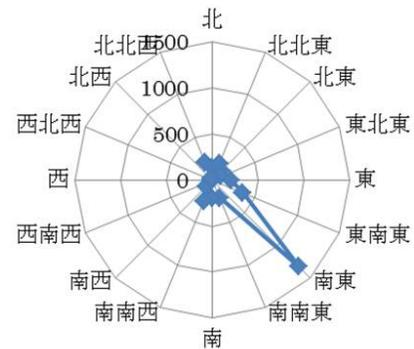 北
北北東
北東
東北東
東
東南東
南東
南南東
南
南南西
南西
西南西
西
西北西
北西
北北西
1500
1000
500
0